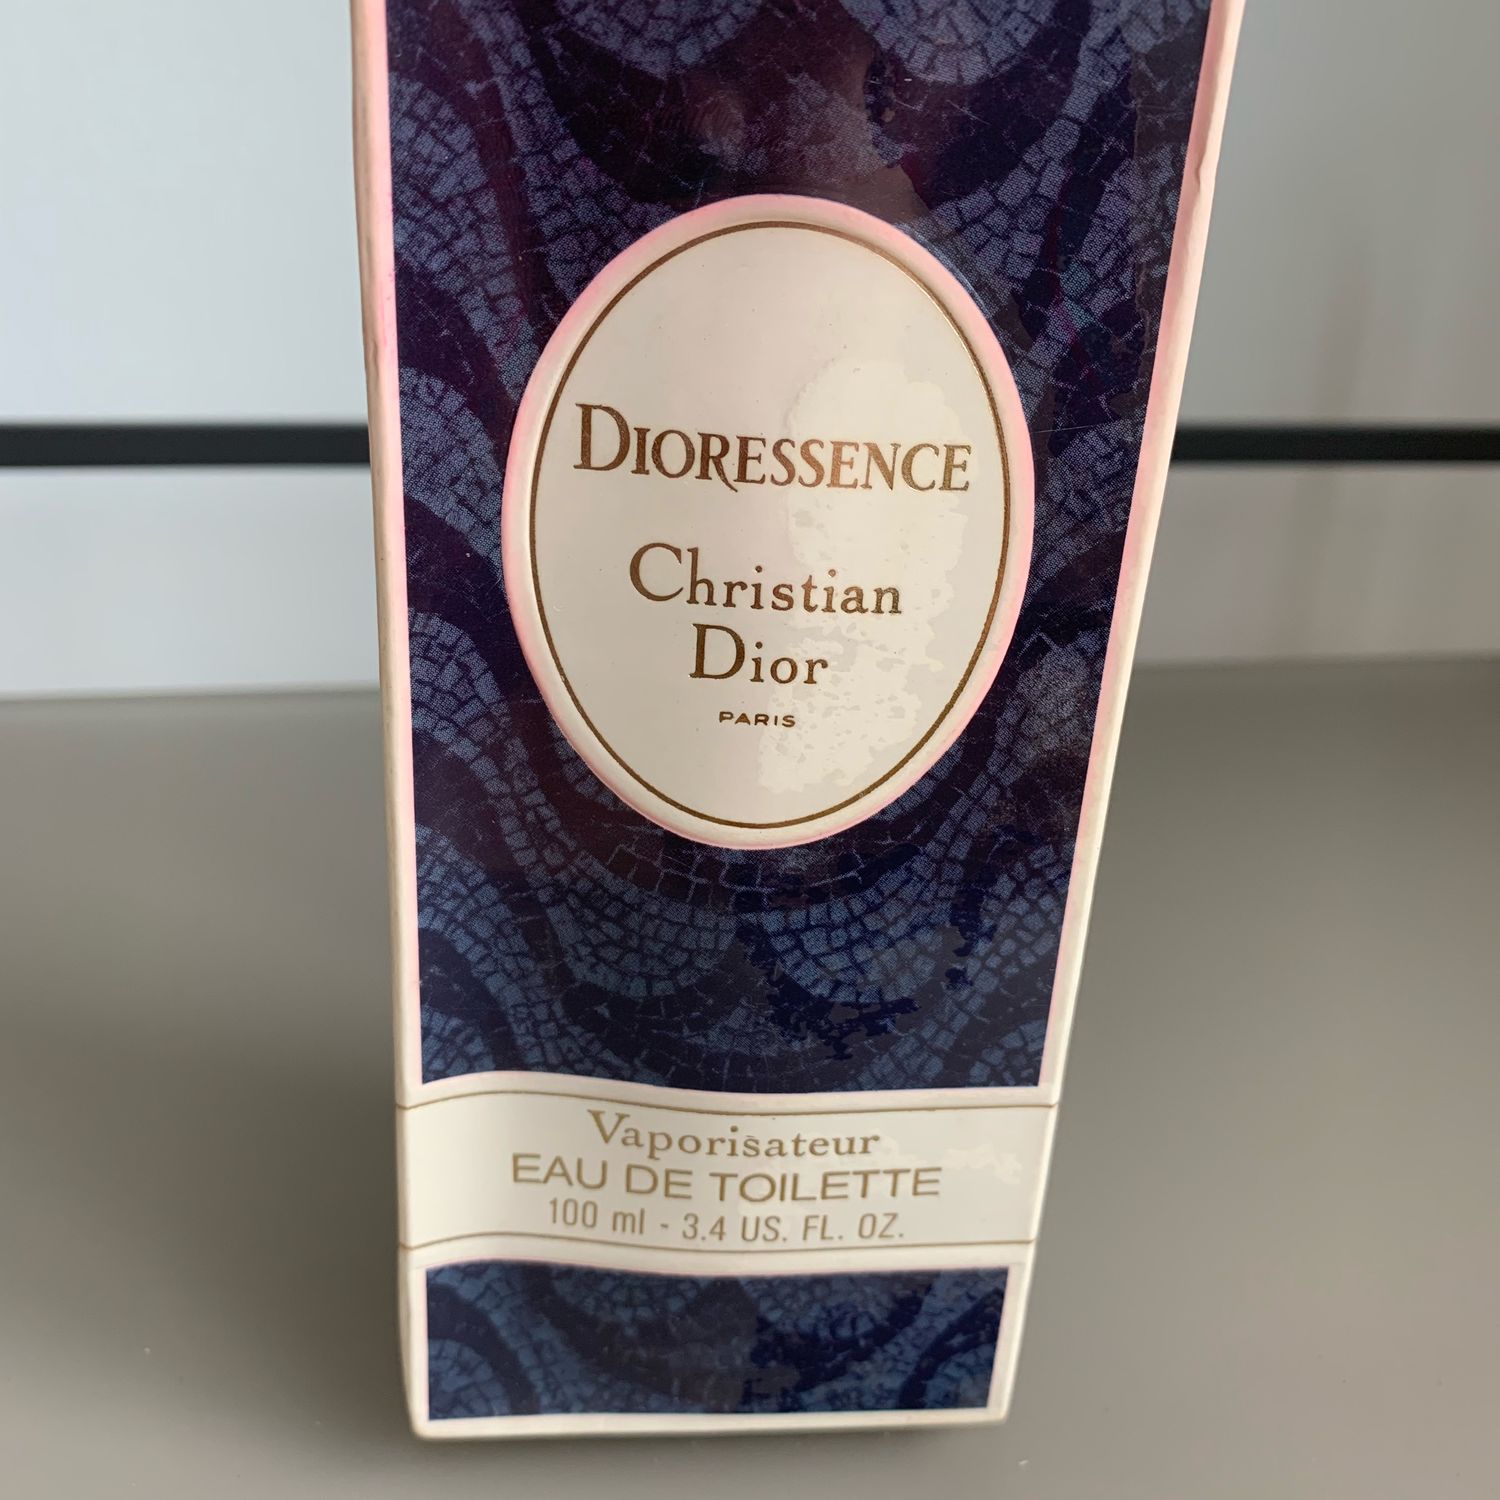 DIORESSENCE
Christian
Dior
PARIS
Vaporisateur
EAU DE TOILETTE
100 ml - 3.4 US. FL. OZ.